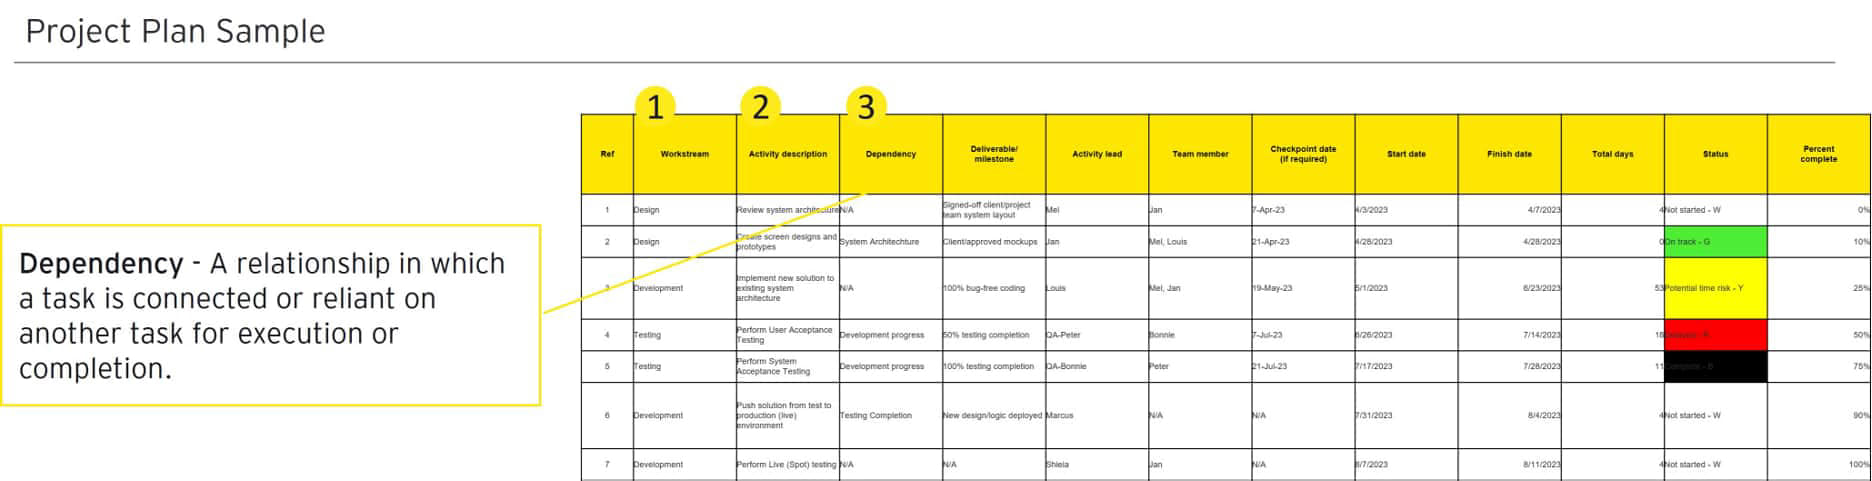 Project Plan Sample
1 2 3
Ref Workstream Activity description Dependency Deliverable/ milestone Activity lead Team member Checkpoint date (if required) Start date Finish date Total days Status Percent complete
1 Design Review system architecture N/A Signed-off client/project team system layout Mel Jan 7-Apr-23 4/3/2023 4/7/2023 4 Not started - W 0%
2 Design Create screen designs and prototypes System Architechture Client/approved mockups Jan Mel, Louis 21-Apr-23 4/28/2023 4/28/2023 0 On track - G 10%
3 Development Implement new solution to existing system architecture N/A 100% bug-free coding Louis Mel, Jan 19-May-23 5/1/2023 6/23/2023 53 Potential time risk - Y 25%
4 Testing Perform User Acceptance Testing Development progress 50% testing completion QA-Peter Bonnie 7-Jul-23 6/26/2023 7/14/2023 18 50%
5 Testing Perform System Acceptance Testing Development progress 100% testing completion QA-Bonnie Peter 21-Jul-23 7/17/2023 7/28/2023 11 Complete - B 75%
6 Development Push solution from test to production (live) environment Testing Completion New design/logic deployed Marcus N/A N/A 7/31/2023 8/4/2023 4 Not started - W 90%
7 Development Perform Live (Spot) testing N/A N/A Shiela Jan N/A 8/7/2023 8/11/2023 4 Not started - W 100%
Dependency - A relationship in which
a task is connected or reliant on
another task for execution or
completion.